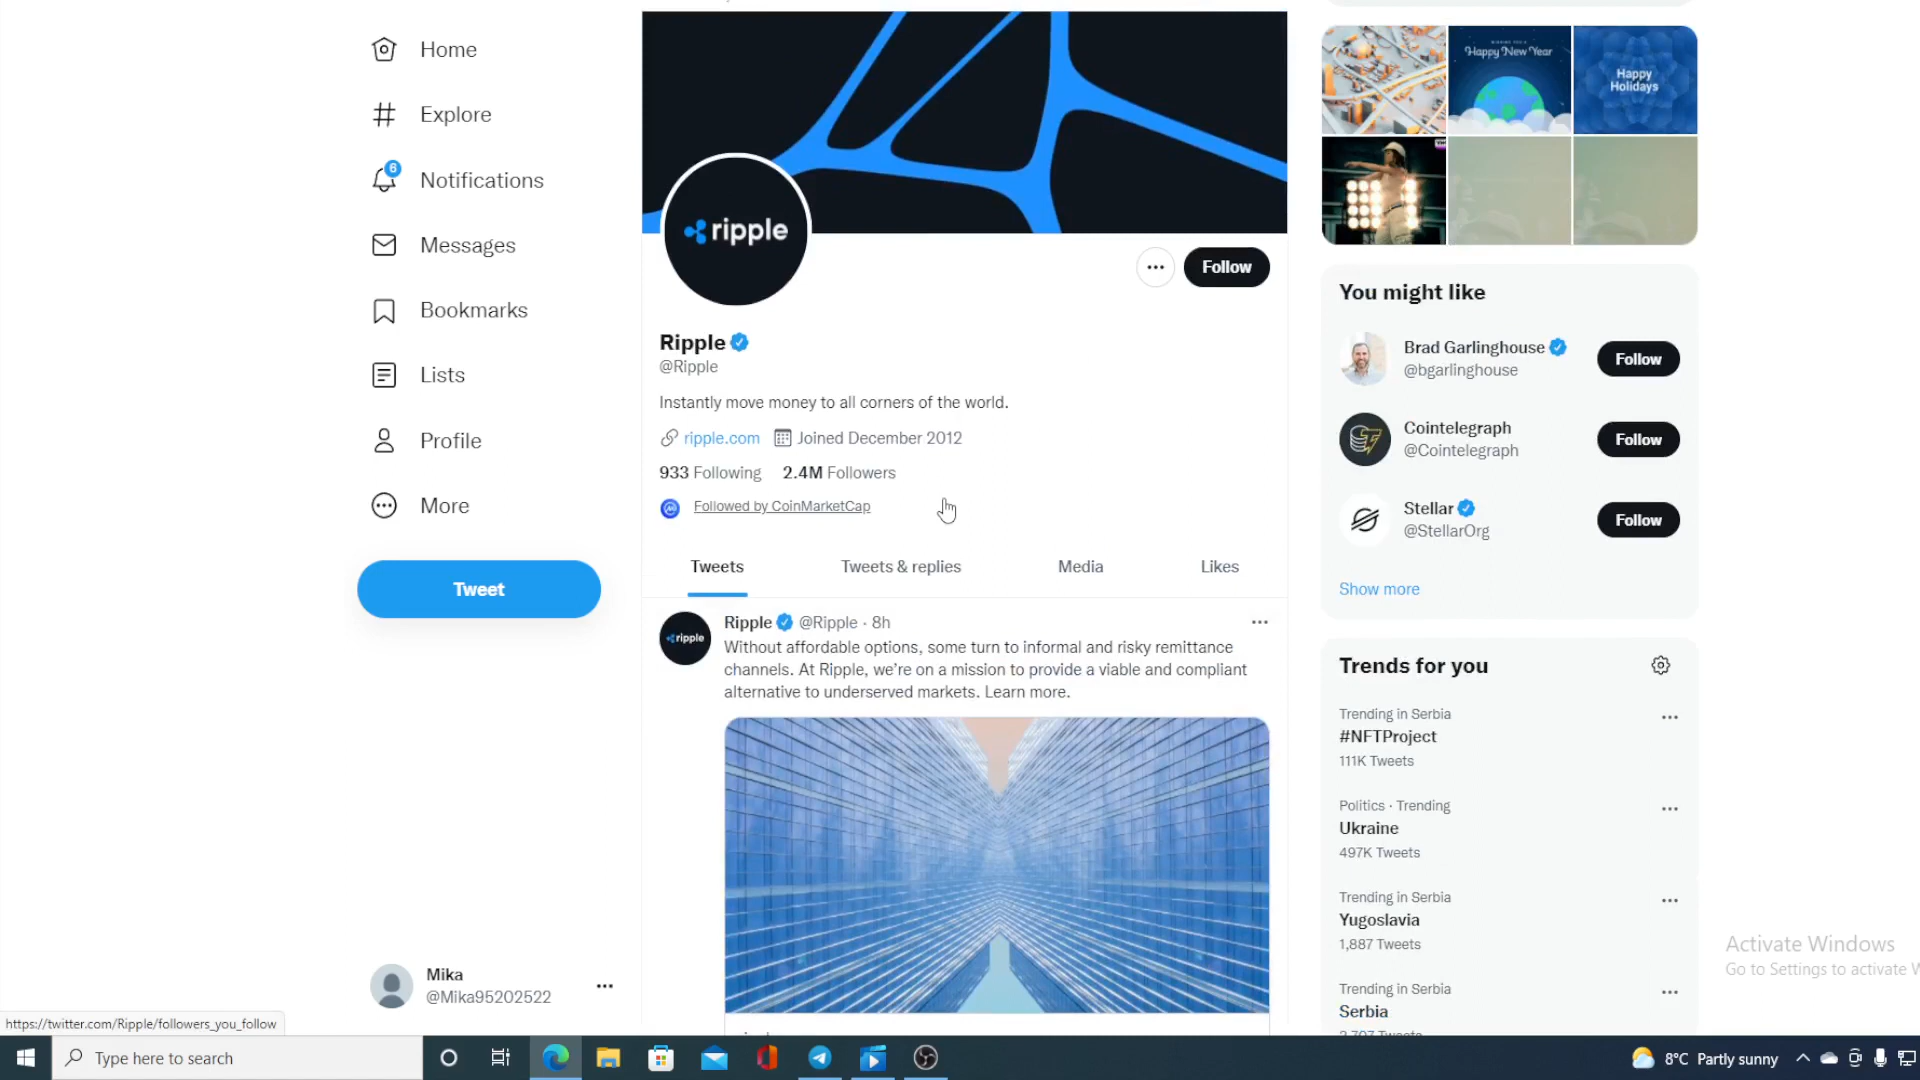 Home
Explore
6
Notifications
Messages
Bookmarks
Lists
Profile
More
Tweet
Mika
@Mika95202522
https://twitter.com/Ripple/followers_you_follow
ripple
Follow
Ripple
@Ripple
Instantly move money to all corners of the world.
ripple.com Joined December 2012
933 Following 2.4M Followers
Followed by CoinMarketCap
Tweets Tweets & replies Media Likes
ripple
Ripple @Ripple · 8h
Without affordable options, some turn to informal and risky remittance
channels. At Ripple, we’re on a mission to provide a viable and compliant
alternative to underserved markets. Learn more.
Happy New Year
Happy
Holidays
You might like
Brad Garlinghouse
@bgarlinghouse
Follow
Cointelegraph
@Cointelegraph
Follow
Stellar
@StellarOrg
Follow
Show more
Trends for you
Trending in Serbia
#NFTProject
111K Tweets
Politics · Trending
Ukraine
497K Tweets
Trending in Serbia
Yugoslavia
1,887 Tweets
Trending in Serbia
Serbia
Activate Windows
Go to Settings to activate W
Type here to search
8°C Partly sunny